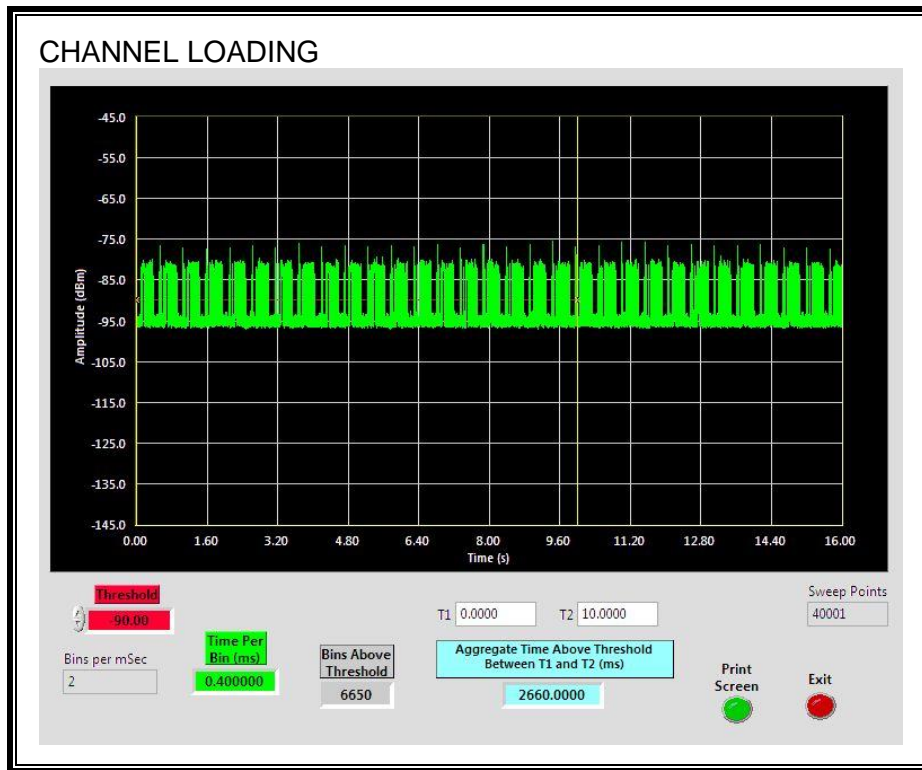 CHANNEL LOADING
-45.0
-55.0
-65.0
-75.0
-85.0
-95.0
-105.0
-115.0
-125.0
-135.0
-145.0
Amplitude (dBm)
0.00 1.60 3.20 4.80 6.40 8.00 9.60 11.20 12.80 14.40 16.00
Time (s)
Threshold
-90.00
Bins per mSec
2
Time Per
Bin (ms)
0.400000
Bins Above
Threshold
6650
T1 0.0000 T2 10.0000
Aggregate Time Above Threshold
Between T1 and T2 (ms)
2660.0000
Sweep Points
40001
Print
Screen
Exit